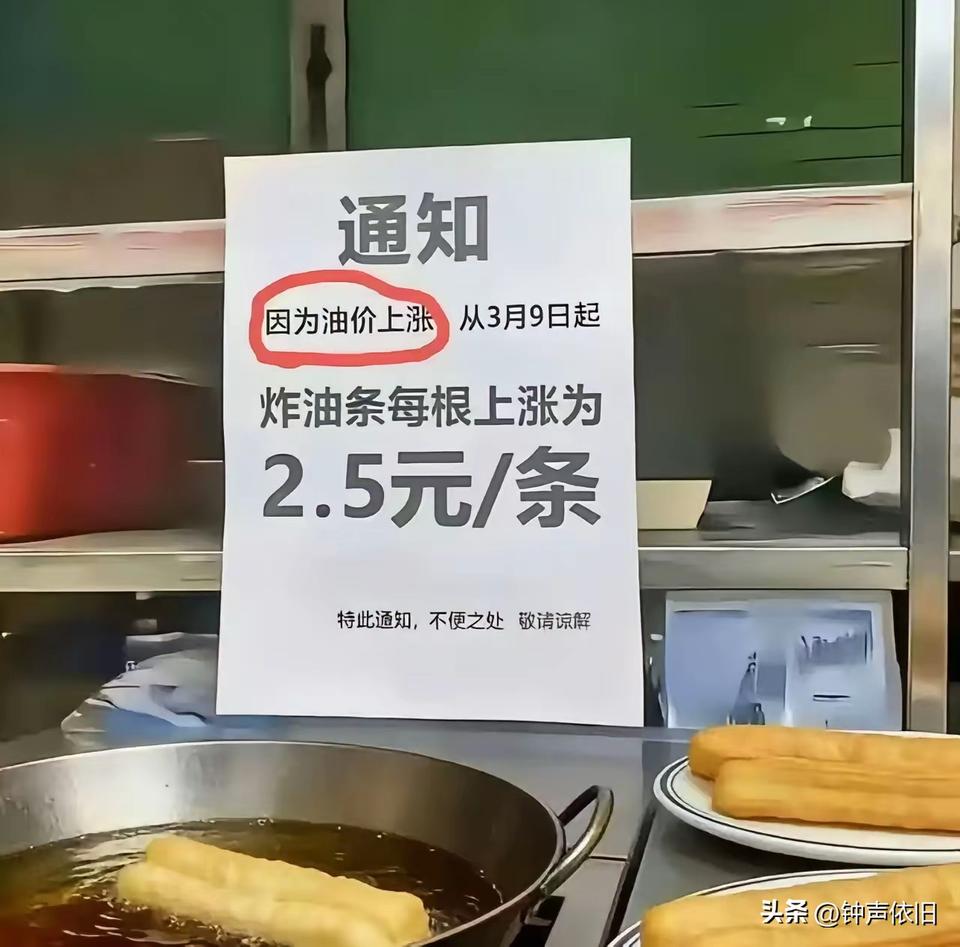 通知
因为油价上涨 从3月9日起
炸油条每根上涨为
2.5元/条
特此通知，不便之处 敬请谅解
头条 @钟声依旧